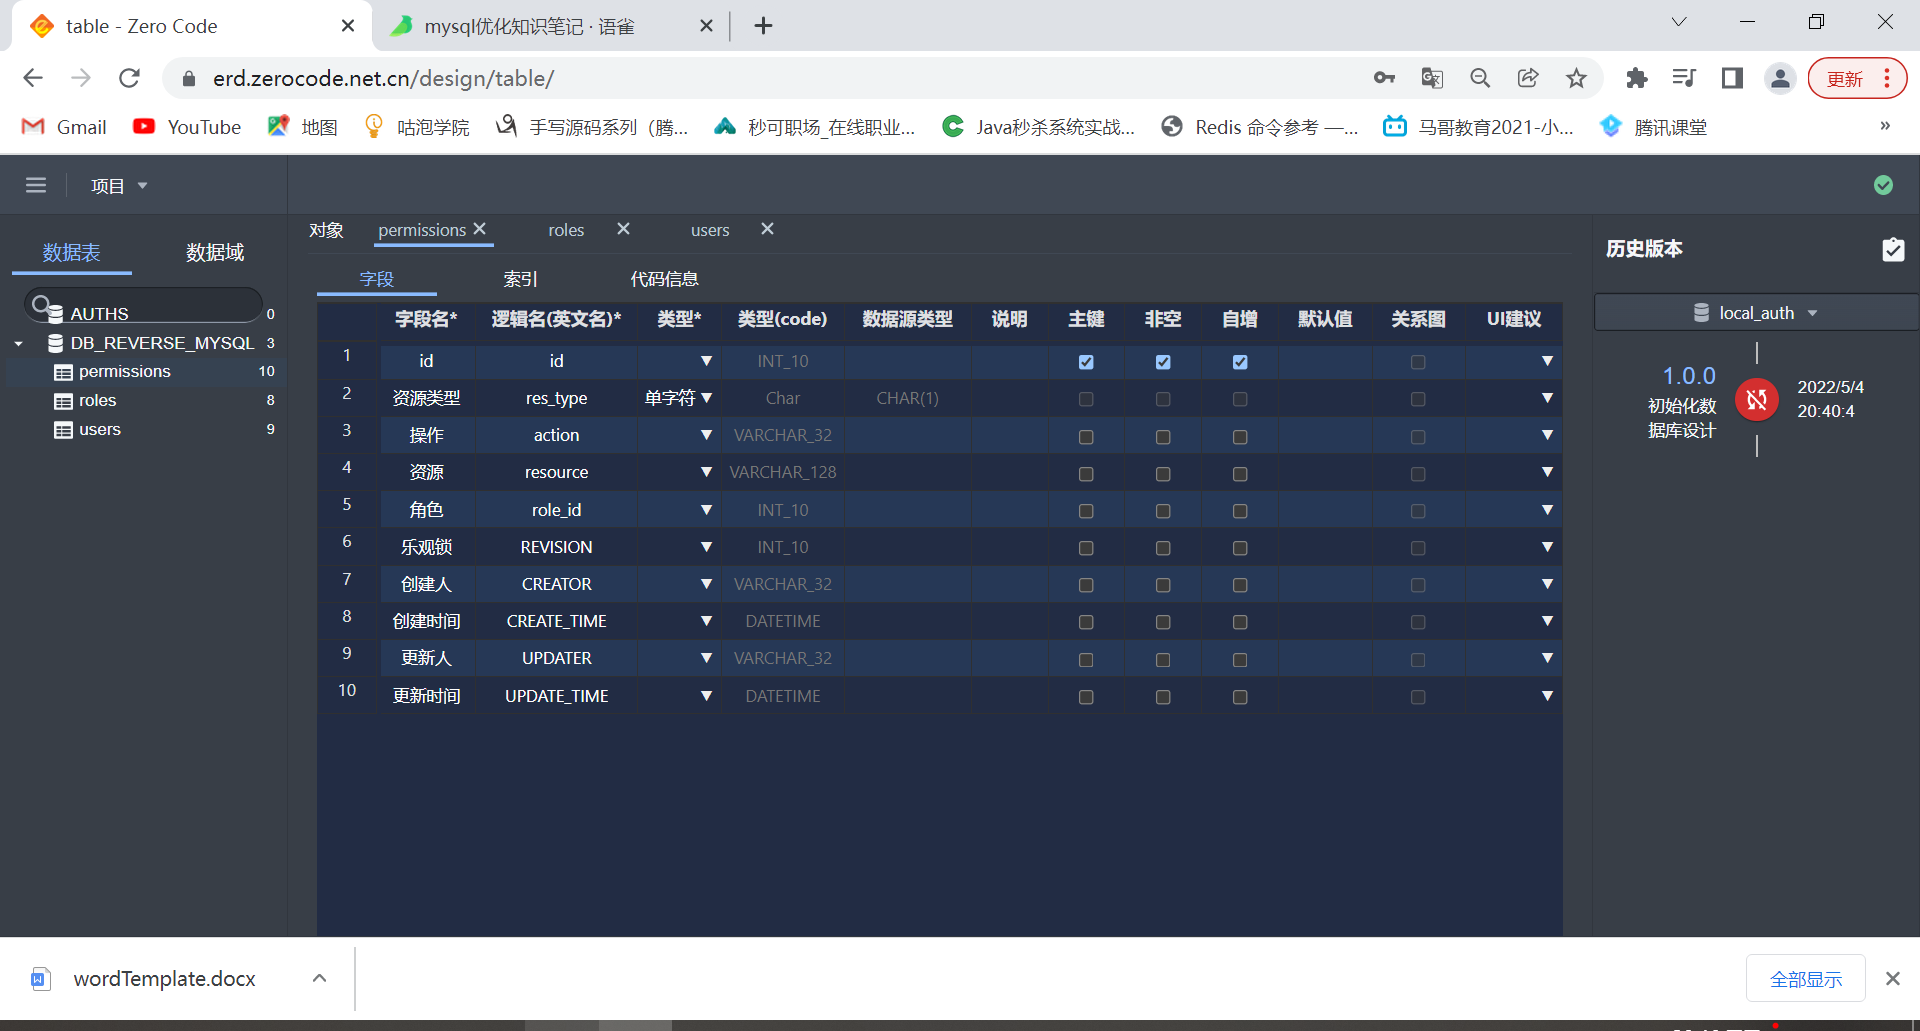 table - Zero Code
mysql优化知识笔记 · 语雀
erd.zerocode.net.cn/design/table/
更新
Gmail
YouTube
地图
咕泡学院
手写源码系列（腾...
秒可职场_在线职业...
Java秒杀系统实战...
Redis 命令参考 —...
马哥教育2021-小...
腾讯课堂
»
项目
数据表 数据域
AUTHS 0
DB_REVERSE_MYSQL 3
permissions 10
roles 8
users 9
对象 permissions roles users
字段 索引 代码信息
字段名* 逻辑名(英文名)* 类型* 类型(code) 数据源类型 说明 主键 非空 自增 默认值 关系图 UI建议
1 id id INT_10
2 资源类型 res_type 单字符 Char CHAR(1)
3 操作 action VARCHAR_32
4 资源 resource VARCHAR_128
5 角色 role_id INT_10
6 乐观锁 REVISION INT_10
7 创建人 CREATOR VARCHAR_32
8 创建时间 CREATE_TIME DATETIME
9 更新人 UPDATER VARCHAR_32
10 更新时间 UPDATE_TIME DATETIME
历史版本
local_auth
1.0.0
初始化数
据库设计
2022/5/4
20:40:4
wordTemplate.docx
全部显示